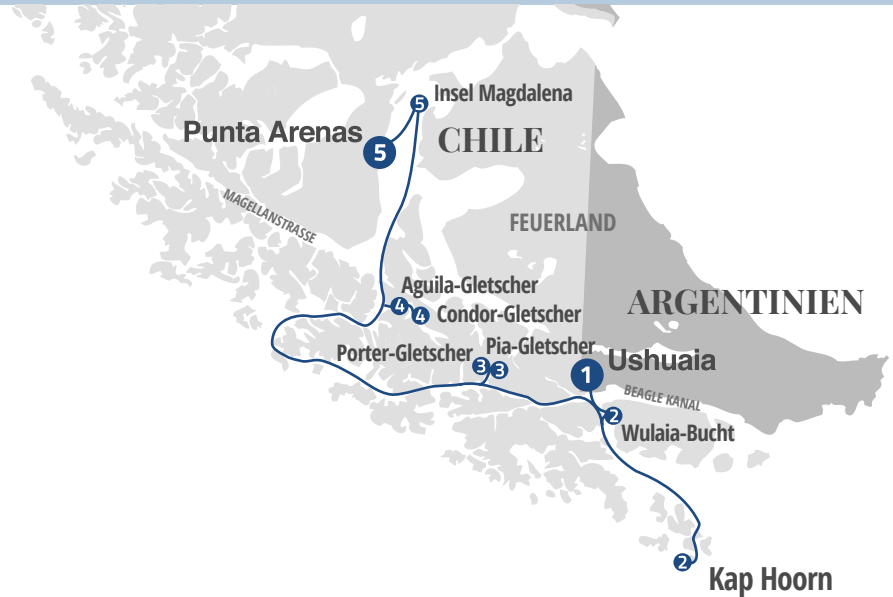 5 Insel Magdalena
Punta Arenas
5
CHILE
MAGELLANSTRASSE
FEUERLAND
Aguila-Gletscher
4
4 Condor-Gletscher
ARGENTINIEN
Pia-Gletscher
Porter-Gletscher 3 3
1 Ushuaia
BEAGLE KANAL
2
Wulaia-Bucht
2
Kap Hoorn